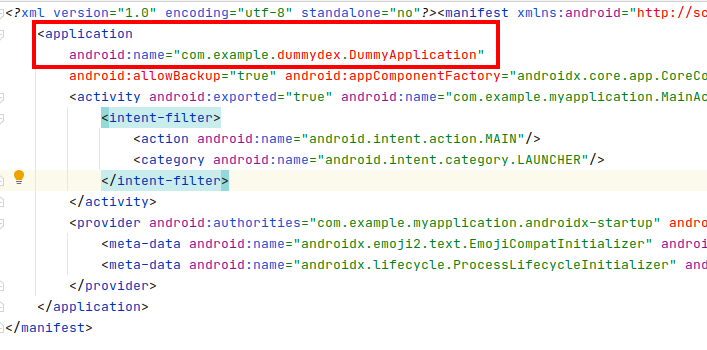 <?xml version="1.0" encoding="utf-8" standalone="no"?><manifest xmlns:android="http://sc
<application
android:name="com.example.dummydex.DummyApplication"
android:allowBackup="true" android:appComponentFactory="androidx.core.app.CoreCo
<activity android:exported="true" android:name="com.example.myapplication.MainAc
<intent-filter>
<action android:name="android.intent.action.MAIN"/>
<category android:name="android.intent.category.LAUNCHER"/>
</intent-filter>
</activity>
<provider android:authorities="com.example.myapplication.androidx-startup" andro
<meta-data android:name="androidx.emoji2.text.EmojiCompatInitializer" android
<meta-data android:name="androidx.lifecycle.ProcessLifecycleInitializer" and
</provider>
</application>
</manifest>